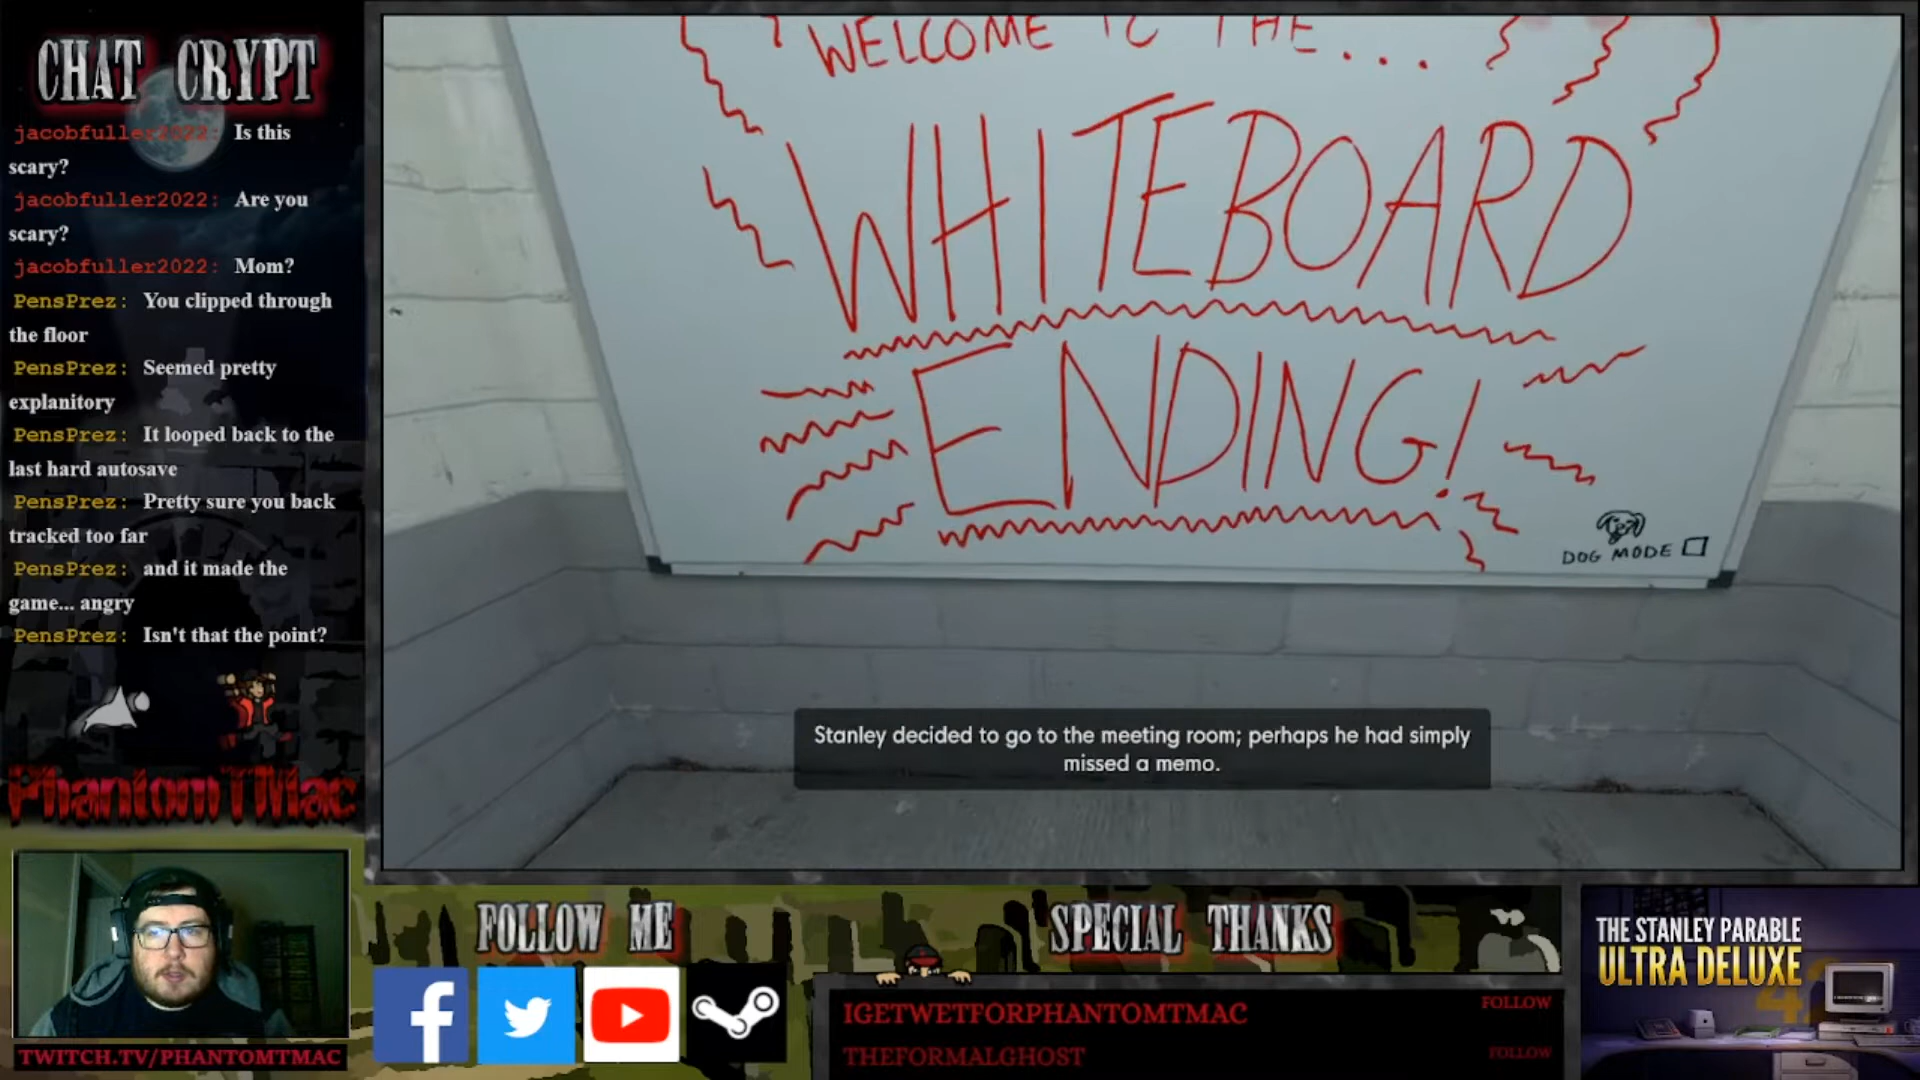 CHAT CRYPT
jacobfuller2022: Is this
scary?
jacobfuller2022: Are you
scary?
jacobfuller2022: Mom?
PensPrez: You clipped through
the floor
PensPrez: Seemed pretty
explanitory
PensPrez: It looped back to the
last hard autosave
PensPrez: Pretty sure you back
tracked too far
PensPrez: and it made the
game... angry
PensPrez: Isn't that the point?
PhantomTMac
TWITCH.TV/PHANTOMTMAC
WELCOME TO THE...
WHITEBOARD
ENDING!
DOG MODE
Stanley decided to go to the meeting room; perhaps he had simply
missed a memo.
FOLLOW ME
SPECIAL THANKS
IGETWETFORPHANTOMTMAC FOLLOW
THEFORMALGHOST FOLLOW
THE STANLEY PARABLE
ULTRA DELUXE